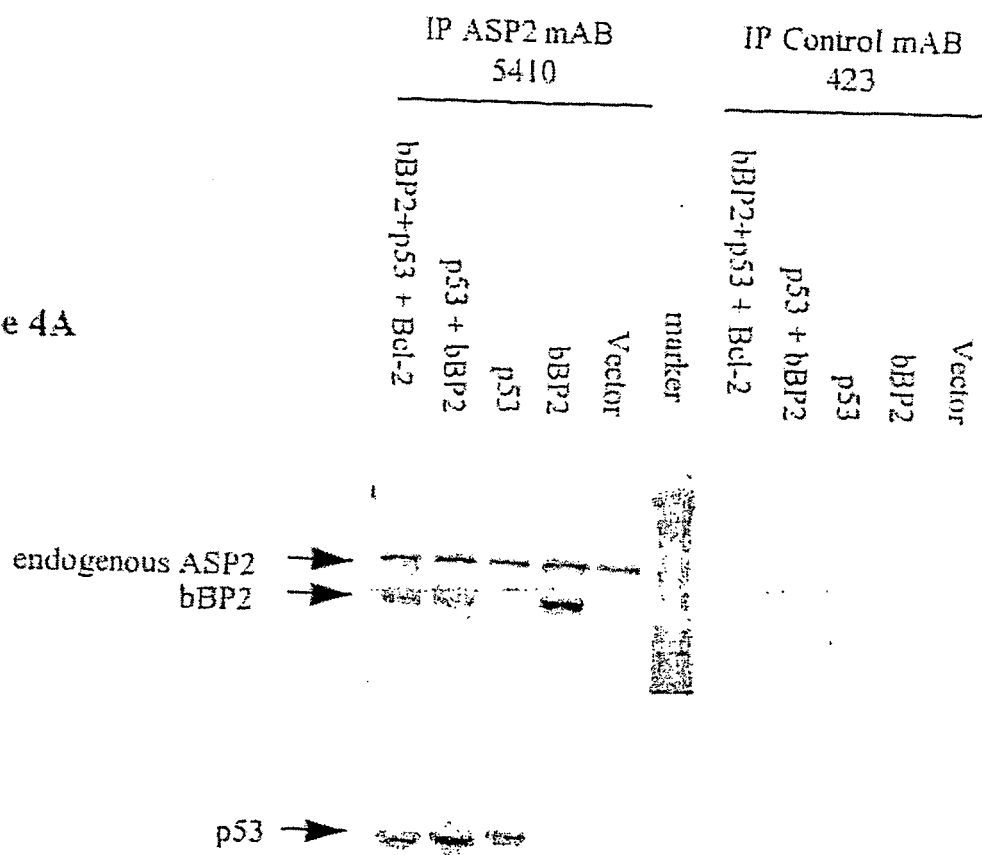 IP ASP2 mAB
5410
IP Control mAB
423
bBP2+p53 + Bcl-2
p53 + bBP2
p53
bBP2
Vector
marker
bBP2+p53 + Bcl-2
p53 + bBP2
p53
bBP2
Vector
e 4A
endogenous ASP2
bBP2
p53